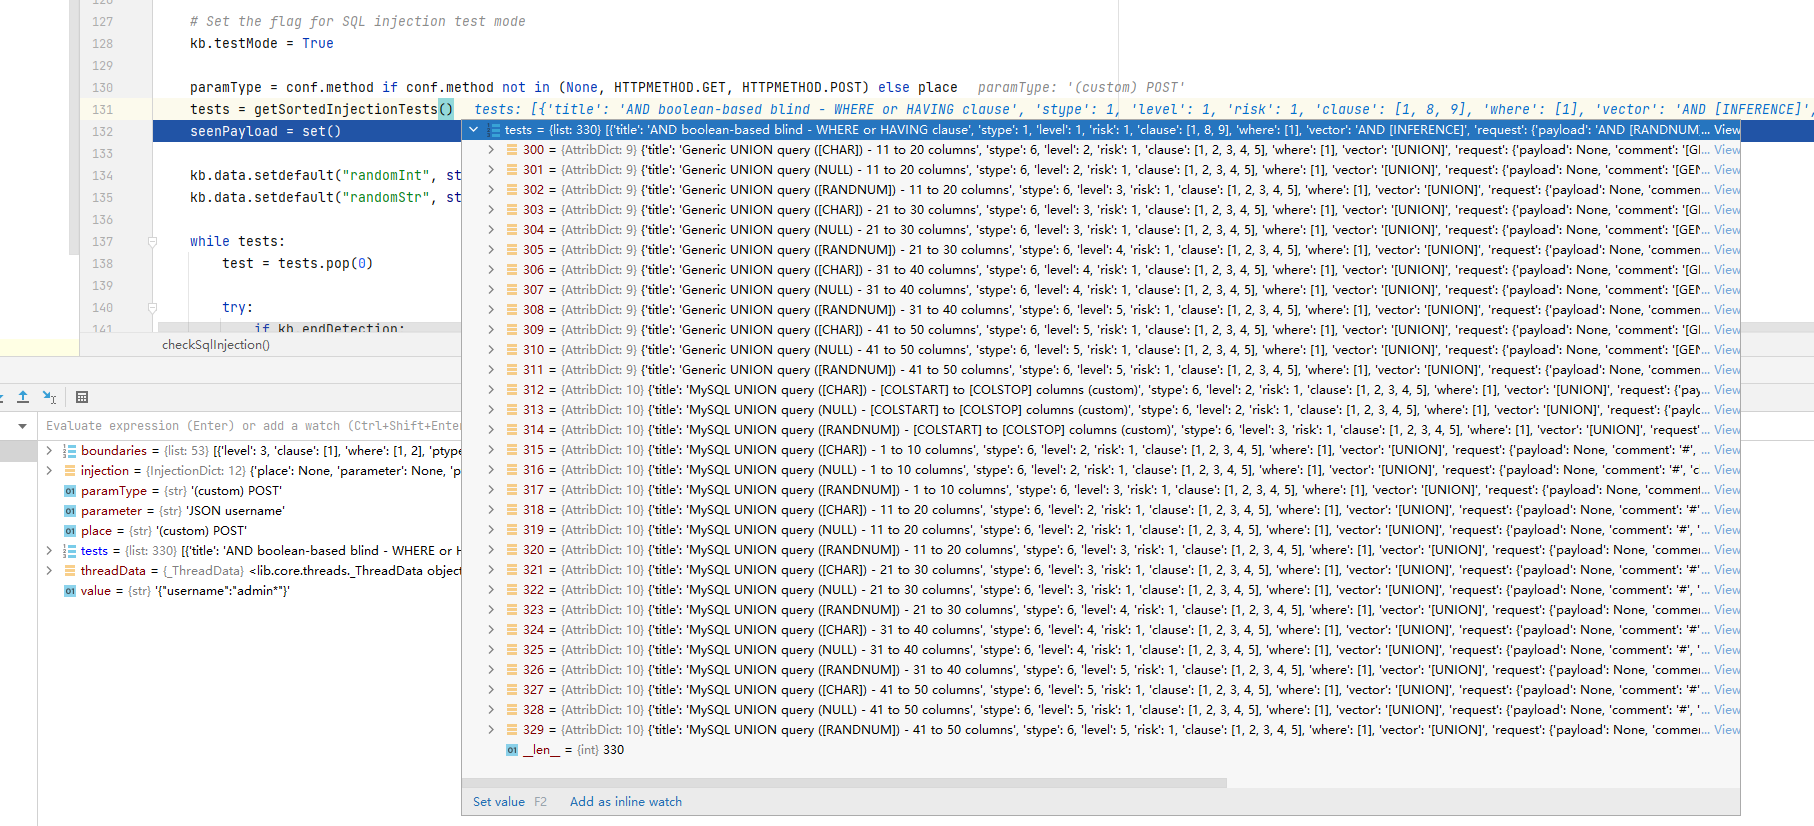 126
127 # Set the flag for SQL injection test mode
128 kb.testMode = True
129
130 paramType = conf.method if conf.method not in (None, HTTPMETHOD.GET, HTTPMETHOD.POST) else place paramType: '(custom) POST'
131 tests = getSortedInjectionTests() tests: [{'title': 'AND boolean-based blind - WHERE or HAVING clause', 'stype': 1, 'level': 1, 'risk': 1, 'clause': [1, 8, 9], 'where': [1], 'vector': 'AND [INFERENCE]',
132 seenPayload = set()
133
134 kb.data.setdefault("randomInt", st
135 kb.data.setdefault("randomStr", st
136
137 while tests:
138 test = tests.pop(0)
139
140 try:
141 if kb.endDetection:
checkSqlInjection()
Evaluate expression (Enter) or add a watch (Ctrl+Shift+Enter
boundaries = {list: 53} [{'level': 3, 'clause': [1], 'where': [1, 2], 'ptype
injection = {InjectionDict: 12} {'place': None, 'parameter': None, 'p
paramType = {str} '(custom) POST'
parameter = {str} 'JSON username'
place = {str} '(custom) POST'
tests = {list: 330} [{'title': 'AND boolean-based blind - WHERE or H
threadData = {_ThreadData} <lib.core.threads._ThreadData object
value = {str} '{"username":"admin*"}'
tests = {list: 330} [{'title': 'AND boolean-based blind - WHERE or HAVING clause', 'stype': 1, 'level': 1, 'risk': 1, 'clause': [1, 8, 9], 'where': [1], 'vector': 'AND [INFERENCE]', 'request': {'payload': 'AND [RANDNUM... View
300 = {AttribDict: 9} {'title': 'Generic UNION query ([CHAR]) - 11 to 20 columns', 'stype': 6, 'level': 2, 'risk': 1, 'clause': [1, 2, 3, 4, 5], 'where': [1], 'vector': '[UNION]', 'request': {'payload': None, 'comment': '[GI... View
301 = {AttribDict: 9} {'title': 'Generic UNION query (NULL) - 11 to 20 columns', 'stype': 6, 'level': 2, 'risk': 1, 'clause': [1, 2, 3, 4, 5], 'where': [1], 'vector': '[UNION]', 'request': {'payload': None, 'comment': '[GEN... View
302 = {AttribDict: 9} {'title': 'Generic UNION query ([RANDNUM]) - 11 to 20 columns', 'stype': 6, 'level': 3, 'risk': 1, 'clause': [1, 2, 3, 4, 5], 'where': [1], 'vector': '[UNION]', 'request': {'payload': None, 'commen... View
303 = {AttribDict: 9} {'title': 'Generic UNION query ([CHAR]) - 21 to 30 columns', 'stype': 6, 'level': 3, 'risk': 1, 'clause': [1, 2, 3, 4, 5], 'where': [1], 'vector': '[UNION]', 'request': {'payload': None, 'comment': '[GI... View
304 = {AttribDict: 9} {'title': 'Generic UNION query (NULL) - 21 to 30 columns', 'stype': 6, 'level': 3, 'risk': 1, 'clause': [1, 2, 3, 4, 5], 'where': [1], 'vector': '[UNION]', 'request': {'payload': None, 'comment': '[GEN... View
305 = {AttribDict: 9} {'title': 'Generic UNION query ([RANDNUM]) - 21 to 30 columns', 'stype': 6, 'level': 4, 'risk': 1, 'clause': [1, 2, 3, 4, 5], 'where': [1], 'vector': '[UNION]', 'request': {'payload': None, 'commen... View
306 = {AttribDict: 9} {'title': 'Generic UNION query ([CHAR]) - 31 to 40 columns', 'stype': 6, 'level': 4, 'risk': 1, 'clause': [1, 2, 3, 4, 5], 'where': [1], 'vector': '[UNION]', 'request': {'payload': None, 'comment': '[GI... View
307 = {AttribDict: 9} {'title': 'Generic UNION query (NULL) - 31 to 40 columns', 'stype': 6, 'level': 4, 'risk': 1, 'clause': [1, 2, 3, 4, 5], 'where': [1], 'vector': '[UNION]', 'request': {'payload': None, 'comment': '[GEN... View
308 = {AttribDict: 9} {'title': 'Generic UNION query ([RANDNUM]) - 31 to 40 columns', 'stype': 6, 'level': 5, 'risk': 1, 'clause': [1, 2, 3, 4, 5], 'where': [1], 'vector': '[UNION]', 'request': {'payload': None, 'commen... View
309 = {AttribDict: 9} {'title': 'Generic UNION query ([CHAR]) - 41 to 50 columns', 'stype': 6, 'level': 5, 'risk': 1, 'clause': [1, 2, 3, 4, 5], 'where': [1], 'vector': '[UNION]', 'request': {'payload': None, 'comment': '[GI... View
310 = {AttribDict: 9} {'title': 'Generic UNION query (NULL) - 41 to 50 columns', 'stype': 6, 'level': 5, 'risk': 1, 'clause': [1, 2, 3, 4, 5], 'where': [1], 'vector': '[UNION]', 'request': {'payload': None, 'comment': '[GEN... View
311 = {AttribDict: 9} {'title': 'Generic UNION query ([RANDNUM]) - 41 to 50 columns', 'stype': 6, 'level': 5, 'risk': 1, 'clause': [1, 2, 3, 4, 5], 'where': [1], 'vector': '[UNION]', 'request': {'payload': None, 'commen... View
312 = {AttribDict: 10} {'title': 'MySQL UNION query ([CHAR]) - [COLSTART] to [COLSTOP] columns (custom)', 'stype': 6, 'level': 2, 'risk': 1, 'clause': [1, 2, 3, 4, 5], 'where': [1], 'vector': '[UNION]', 'request': {'pay... View
313 = {AttribDict: 10} {'title': 'MySQL UNION query (NULL) - [COLSTART] to [COLSTOP] columns (custom)', 'stype': 6, 'level': 2, 'risk': 1, 'clause': [1, 2, 3, 4, 5], 'where': [1], 'vector': '[UNION]', 'request': {'paylc... View
314 = {AttribDict: 10} {'title': 'MySQL UNION query ([RANDNUM]) - [COLSTART] to [COLSTOP] columns (custom)', 'stype': 6, 'level': 3, 'risk': 1, 'clause': [1, 2, 3, 4, 5], 'where': [1], 'vector': '[UNION]', 'request'... View
315 = {AttribDict: 10} {'title': 'MySQL UNION query ([CHAR]) - 1 to 10 columns', 'stype': 6, 'level': 2, 'risk': 1, 'clause': [1, 2, 3, 4, 5], 'where': [1], 'vector': '[UNION]', 'request': {'payload': None, 'comment': '#', ... View
316 = {AttribDict: 10} {'title': 'MySQL UNION query (NULL) - 1 to 10 columns', 'stype': 6, 'level': 2, 'risk': 1, 'clause': [1, 2, 3, 4, 5], 'where': [1], 'vector': '[UNION]', 'request': {'payload': None, 'comment': '#', 'c... View
317 = {AttribDict: 10} {'title': 'MySQL UNION query ([RANDNUM]) - 1 to 10 columns', 'stype': 6, 'level': 3, 'risk': 1, 'clause': [1, 2, 3, 4, 5], 'where': [1], 'vector': '[UNION]', 'request': {'payload': None, 'comment... View
318 = {AttribDict: 10} {'title': 'MySQL UNION query ([CHAR]) - 11 to 20 columns', 'stype': 6, 'level': 2, 'risk': 1, 'clause': [1, 2, 3, 4, 5], 'where': [1], 'vector': '[UNION]', 'request': {'payload': None, 'comment': '#'... View
319 = {AttribDict: 10} {'title': 'MySQL UNION query (NULL) - 11 to 20 columns', 'stype': 6, 'level': 2, 'risk': 1, 'clause': [1, 2, 3, 4, 5], 'where': [1], 'vector': '[UNION]', 'request': {'payload': None, 'comment': '#', '... View
320 = {AttribDict: 10} {'title': 'MySQL UNION query ([RANDNUM]) - 11 to 20 columns', 'stype': 6, 'level': 3, 'risk': 1, 'clause': [1, 2, 3, 4, 5], 'where': [1], 'vector': '[UNION]', 'request': {'payload': None, 'comme... View
321 = {AttribDict: 10} {'title': 'MySQL UNION query ([CHAR]) - 21 to 30 columns', 'stype': 6, 'level': 3, 'risk': 1, 'clause': [1, 2, 3, 4, 5], 'where': [1], 'vector': '[UNION]', 'request': {'payload': None, 'comment': '#'... View
322 = {AttribDict: 10} {'title': 'MySQL UNION query (NULL) - 21 to 30 columns', 'stype': 6, 'level': 3, 'risk': 1, 'clause': [1, 2, 3, 4, 5], 'where': [1], 'vector': '[UNION]', 'request': {'payload': None, 'comment': '#', '... View
323 = {AttribDict: 10} {'title': 'MySQL UNION query ([RANDNUM]) - 21 to 30 columns', 'stype': 6, 'level': 4, 'risk': 1, 'clause': [1, 2, 3, 4, 5], 'where': [1], 'vector': '[UNION]', 'request': {'payload': None, 'comme... View
324 = {AttribDict: 10} {'title': 'MySQL UNION query ([CHAR]) - 31 to 40 columns', 'stype': 6, 'level': 4, 'risk': 1, 'clause': [1, 2, 3, 4, 5], 'where': [1], 'vector': '[UNION]', 'request': {'payload': None, 'comment': '#'... View
325 = {AttribDict: 10} {'title': 'MySQL UNION query (NULL) - 31 to 40 columns', 'stype': 6, 'level': 4, 'risk': 1, 'clause': [1, 2, 3, 4, 5], 'where': [1], 'vector': '[UNION]', 'request': {'payload': None, 'comment': '#', '... View
326 = {AttribDict: 10} {'title': 'MySQL UNION query ([RANDNUM]) - 31 to 40 columns', 'stype': 6, 'level': 5, 'risk': 1, 'clause': [1, 2, 3, 4, 5], 'where': [1], 'vector': '[UNION]', 'request': {'payload': None, 'comme... View
327 = {AttribDict: 10} {'title': 'MySQL UNION query ([CHAR]) - 41 to 50 columns', 'stype': 6, 'level': 5, 'risk': 1, 'clause': [1, 2, 3, 4, 5], 'where': [1], 'vector': '[UNION]', 'request': {'payload': None, 'comment': '#'... View
328 = {AttribDict: 10} {'title': 'MySQL UNION query (NULL) - 41 to 50 columns', 'stype': 6, 'level': 5, 'risk': 1, 'clause': [1, 2, 3, 4, 5], 'where': [1], 'vector': '[UNION]', 'request': {'payload': None, 'comment': '#', '... View
329 = {AttribDict: 10} {'title': 'MySQL UNION query ([RANDNUM]) - 41 to 50 columns', 'stype': 6, 'level': 5, 'risk': 1, 'clause': [1, 2, 3, 4, 5], 'where': [1], 'vector': '[UNION]', 'request': {'payload': None, 'comme... View
__len__ = {int} 330
Set value F2 Add as inline watch